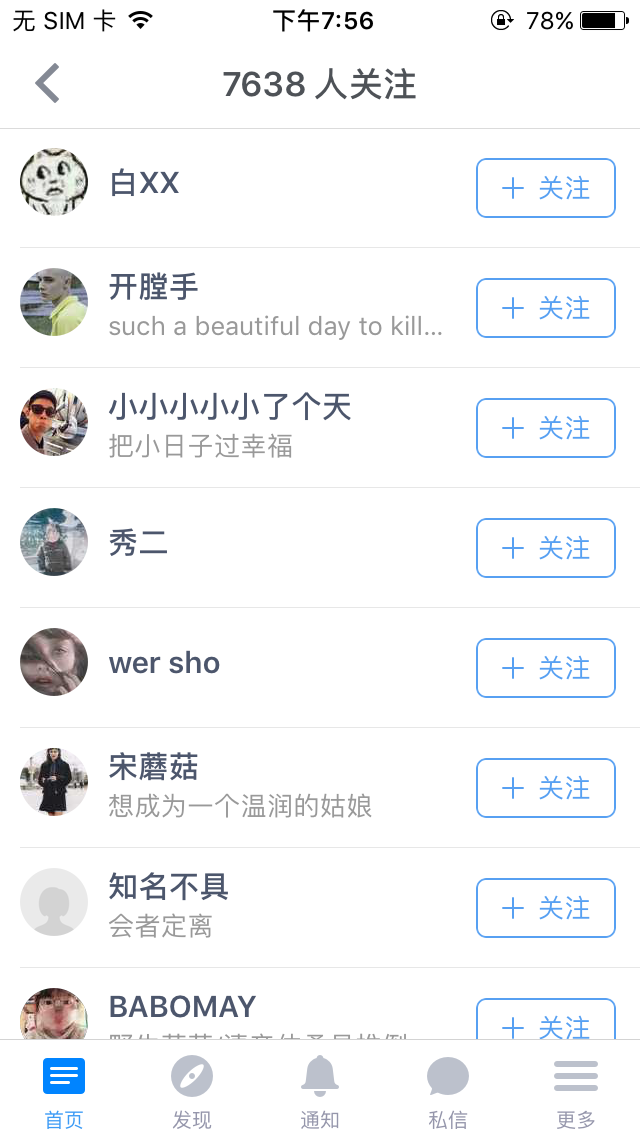 无 SIM 卡
下午7:56
78%
7638 人关注
白XX
+ 关注
开膛手
such a beautiful day to kill...
+ 关注
小小小小小了个天
把小日子过幸福
+ 关注
秀二
+ 关注
wer sho
+ 关注
宋蘑菇
想成为一个温润的姑娘
+ 关注
知名不具
会者定离
+ 关注
BABOMAY
+ 关注
首页
发现
通知
私信
更多